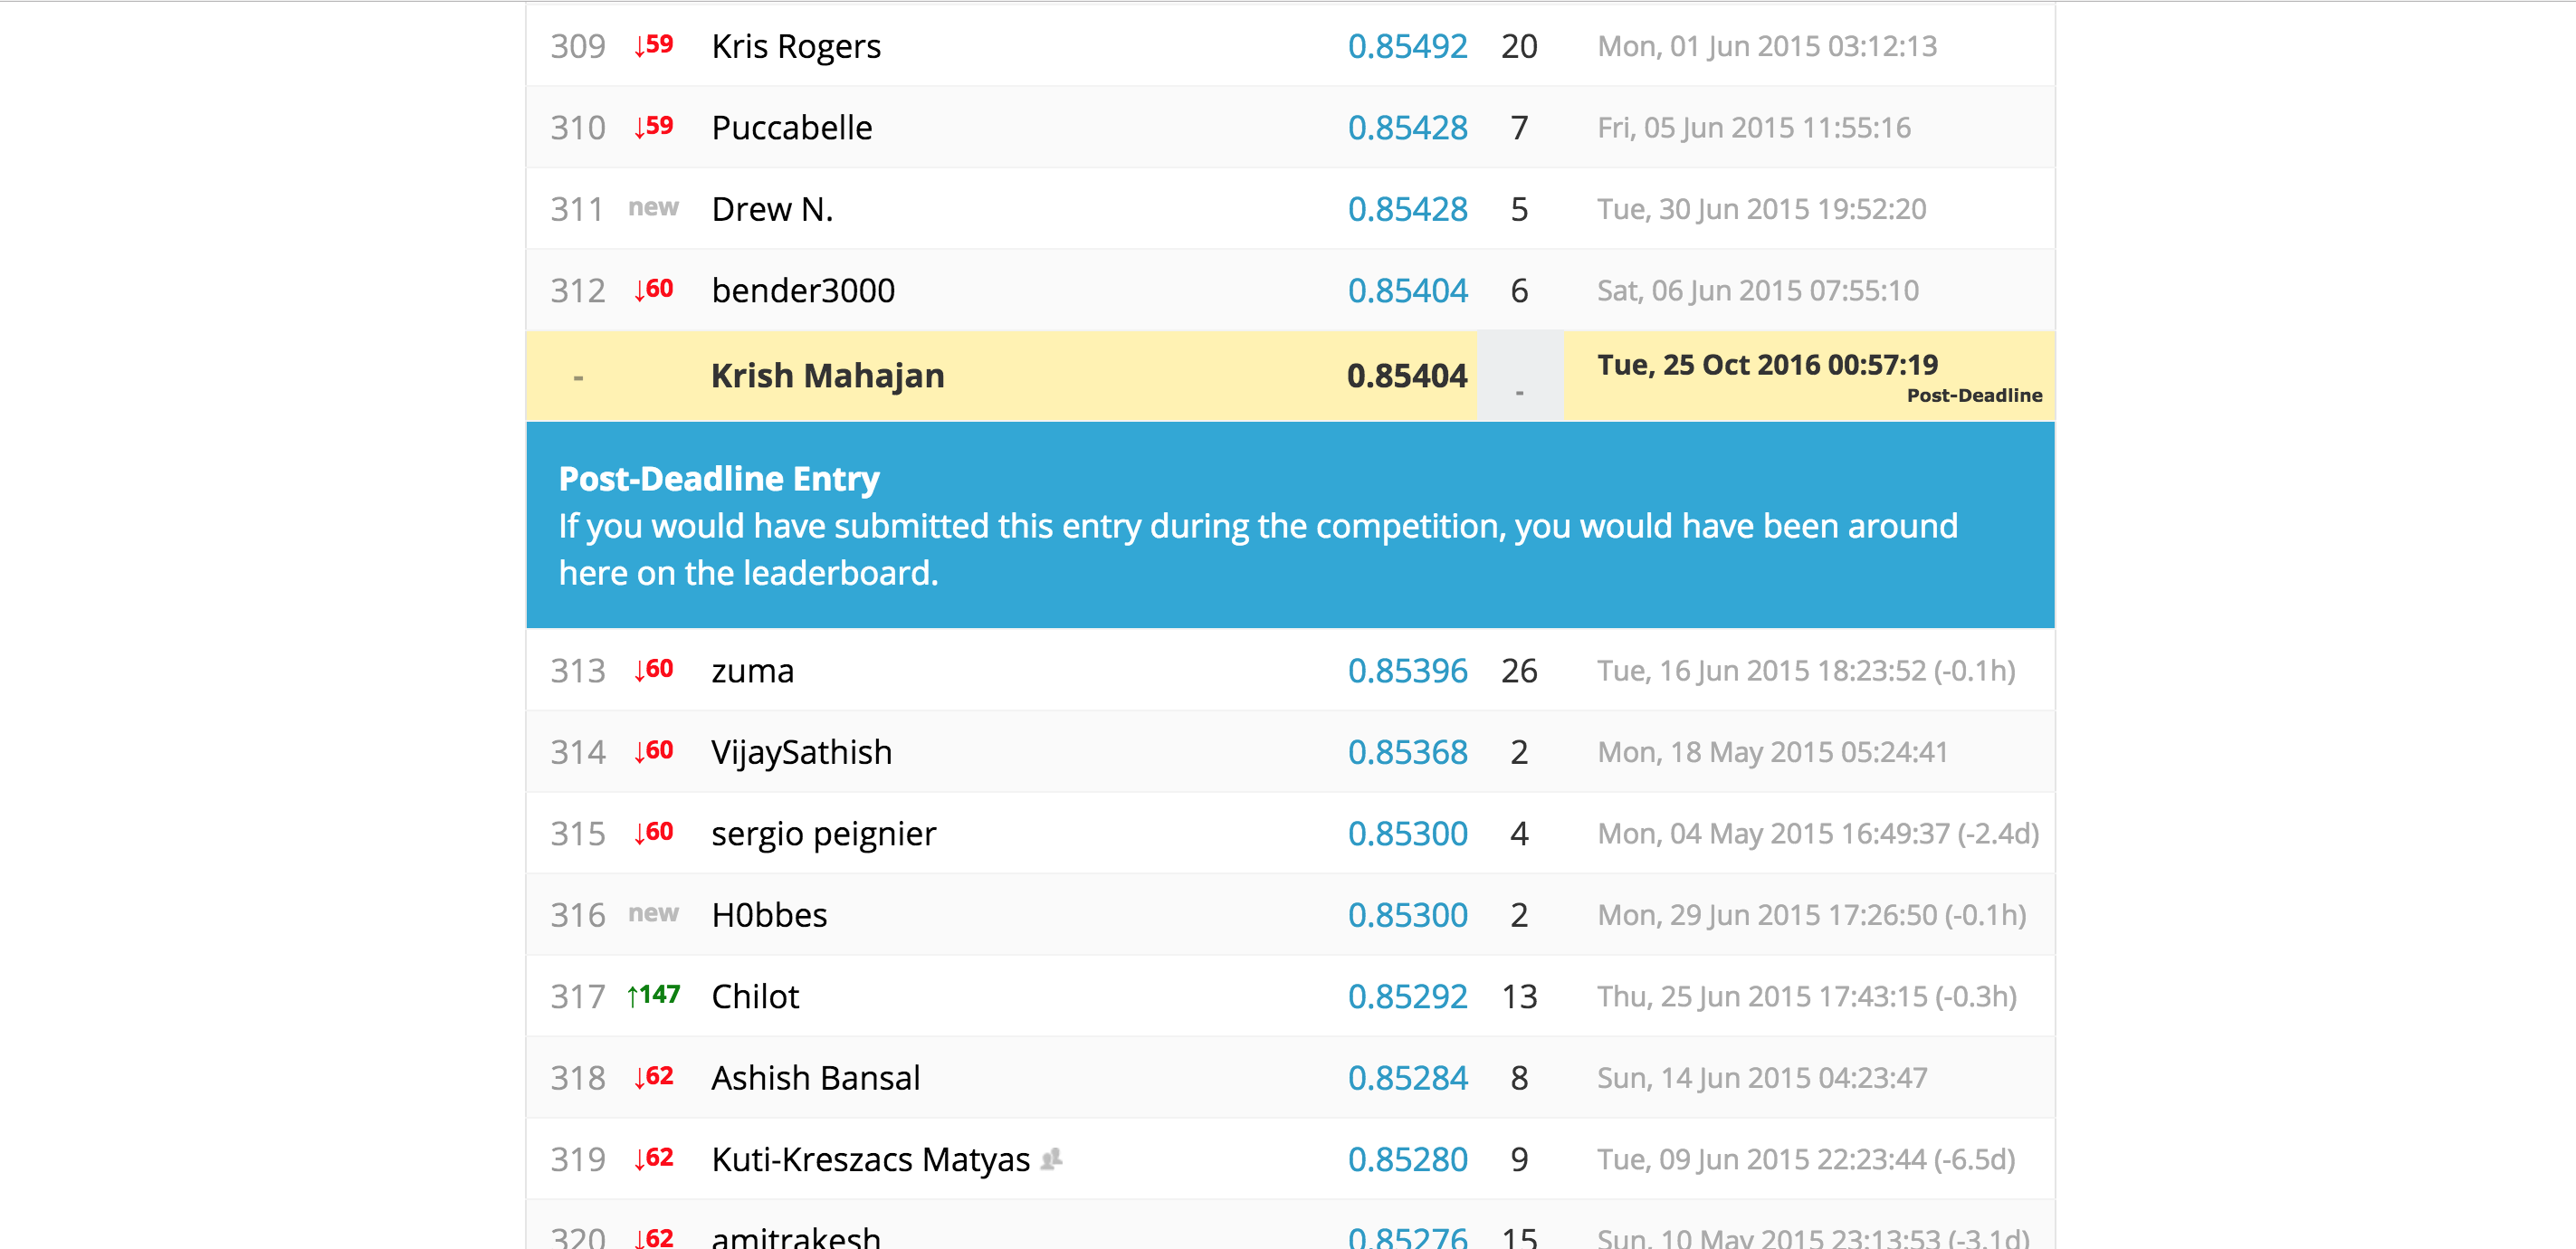 309 ↓59 Kris Rogers 0.85492 20 Mon, 01 Jun 2015 03:12:13
310 ↓59 Puccabelle 0.85428 7 Fri, 05 Jun 2015 11:55:16
311 new Drew N. 0.85428 5 Tue, 30 Jun 2015 19:52:20
312 ↓60 bender3000 0.85404 6 Sat, 06 Jun 2015 07:55:10
- Krish Mahajan 0.85404 - Tue, 25 Oct 2016 00:57:19
Post-Deadline
Post-Deadline Entry
If you would have submitted this entry during the competition, you would have been around
here on the leaderboard.
313 ↓60 zuma 0.85396 26 Tue, 16 Jun 2015 18:23:52 (-0.1h)
314 ↓60 VijaySathish 0.85368 2 Mon, 18 May 2015 05:24:41
315 ↓60 sergio peignier 0.85300 4 Mon, 04 May 2015 16:49:37 (-2.4d)
316 new H0bbes 0.85300 2 Mon, 29 Jun 2015 17:26:50 (-0.1h)
317 ↑147 Chilot 0.85292 13 Thu, 25 Jun 2015 17:43:15 (-0.3h)
318 ↓62 Ashish Bansal 0.85284 8 Sun, 14 Jun 2015 04:23:47
319 ↓62 Kuti-Kreszacs Matyas 0.85280 9 Tue, 09 Jun 2015 22:23:44 (-6.5d)
320 ↓62 amitrakesh 0.85276 15 Sun, 10 May 2015 23:13:53 (-3.1d)